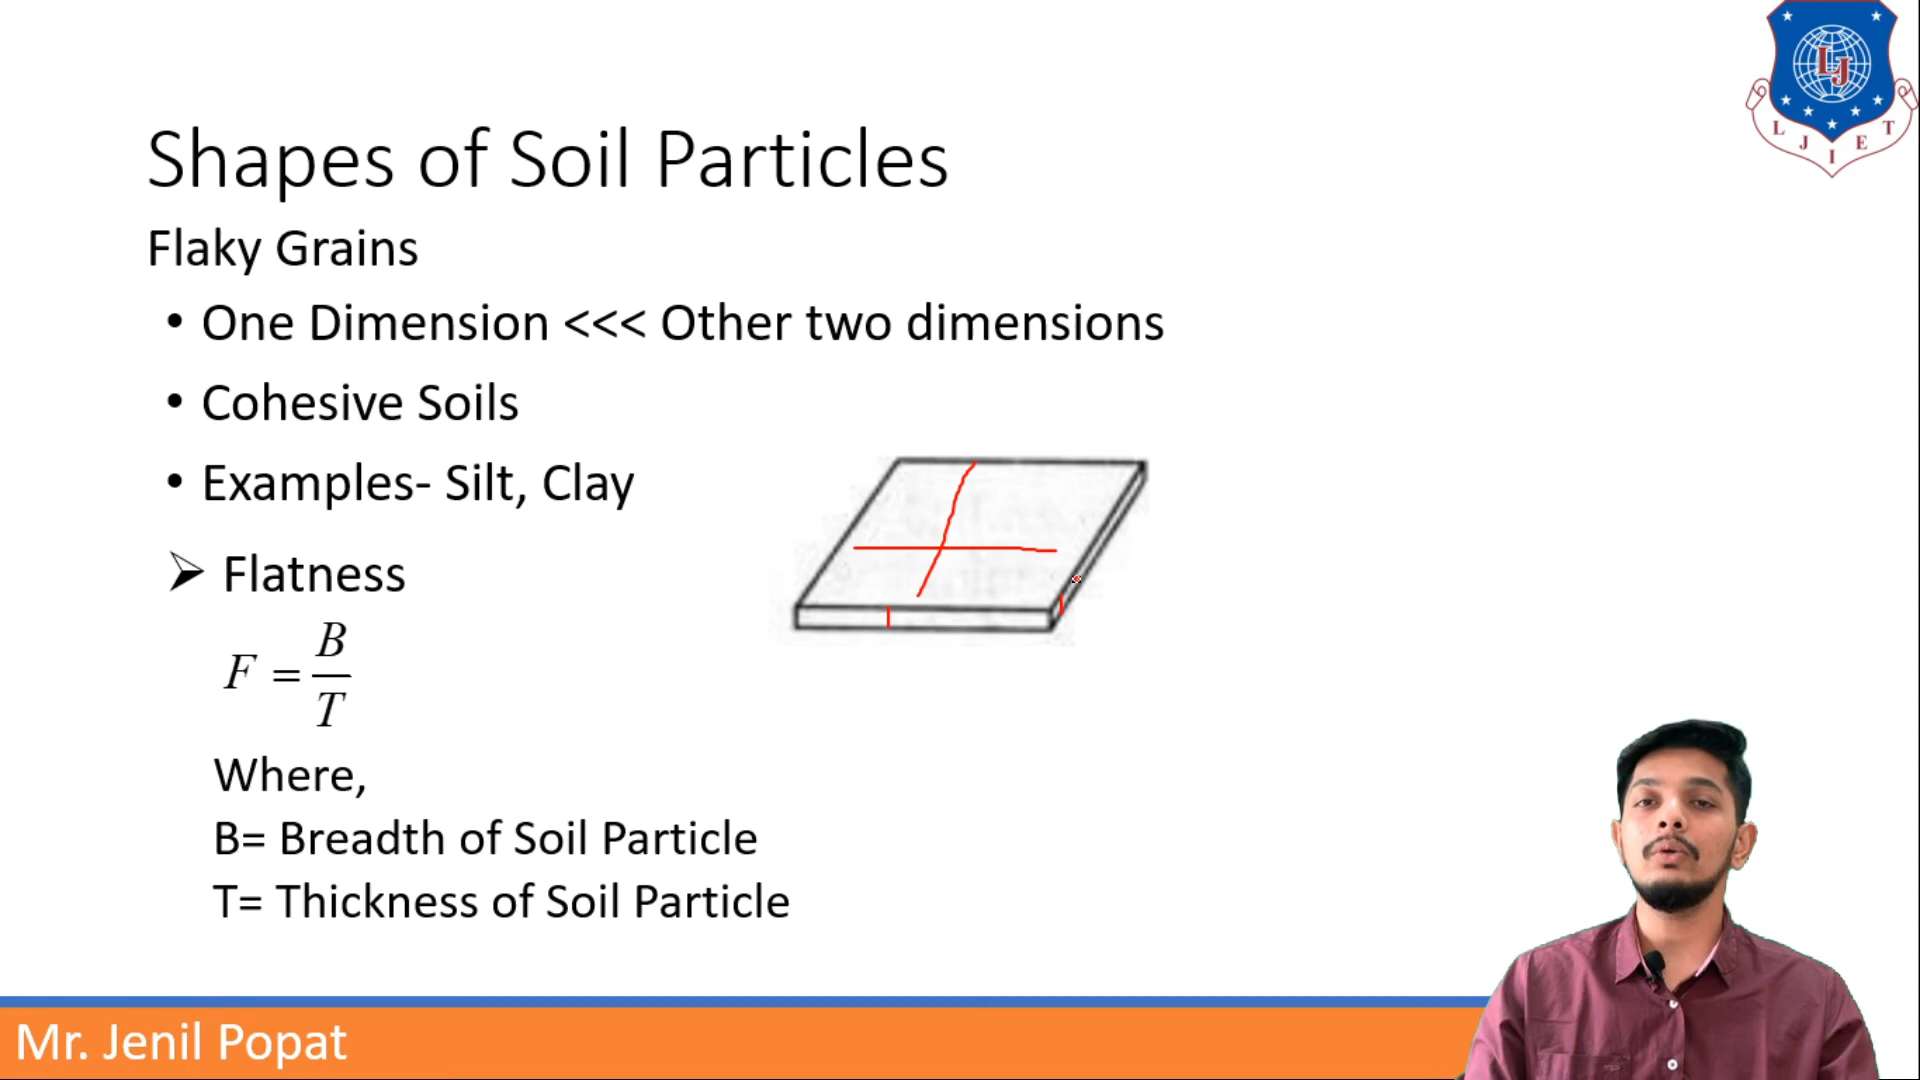 LJ
L J I E T
Shapes of Soil Particles
Flaky Grains
• One Dimension <<< Other two dimensions
• Cohesive Soils
• Examples- Silt, Clay
➢ Flatness
F = B/T
Where,
B= Breadth of Soil Particle
T= Thickness of Soil Particle
Mr. Jenil Popat